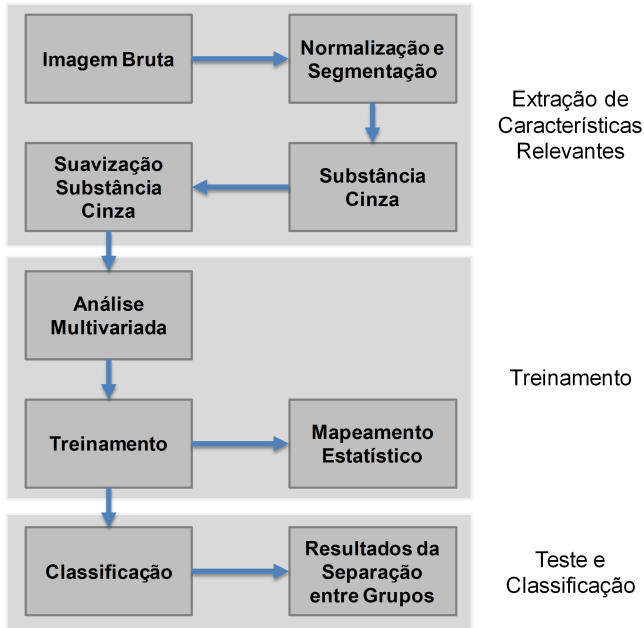 Imagem Bruta
Normalização e
Segmentação
Extração de
Características
Relevantes
Suavização
Substância
Cinza
Substância
Cinza
Análise
Multivariada
Treinamento
Treinamento
Mapeamento
Estatístico
Classificação
Resultados da
Separação
entre Grupos
Teste e
Classificação